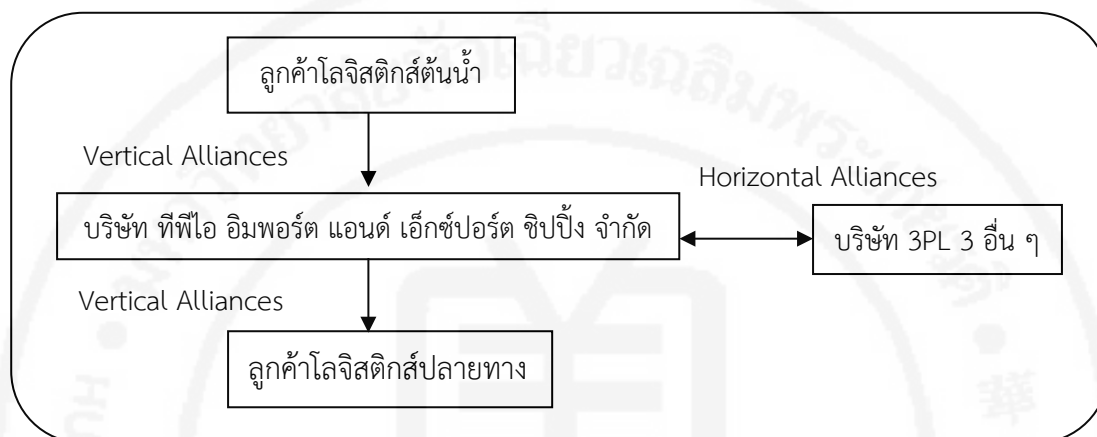 ลูกค้าโลจิสติกส์ต้นน้ำ
Vertical Alliances
Horizontal Alliances
บริษัท ทีพีไอ อิมพอร์ต แอนด์ เอ็กซ์ปอร์ต ชิปปิ้ง จำกัด
บริษัท 3PL 3 อื่น ๆ
Vertical Alliances
ลูกค้าโลจิสติกส์ปลายทาง